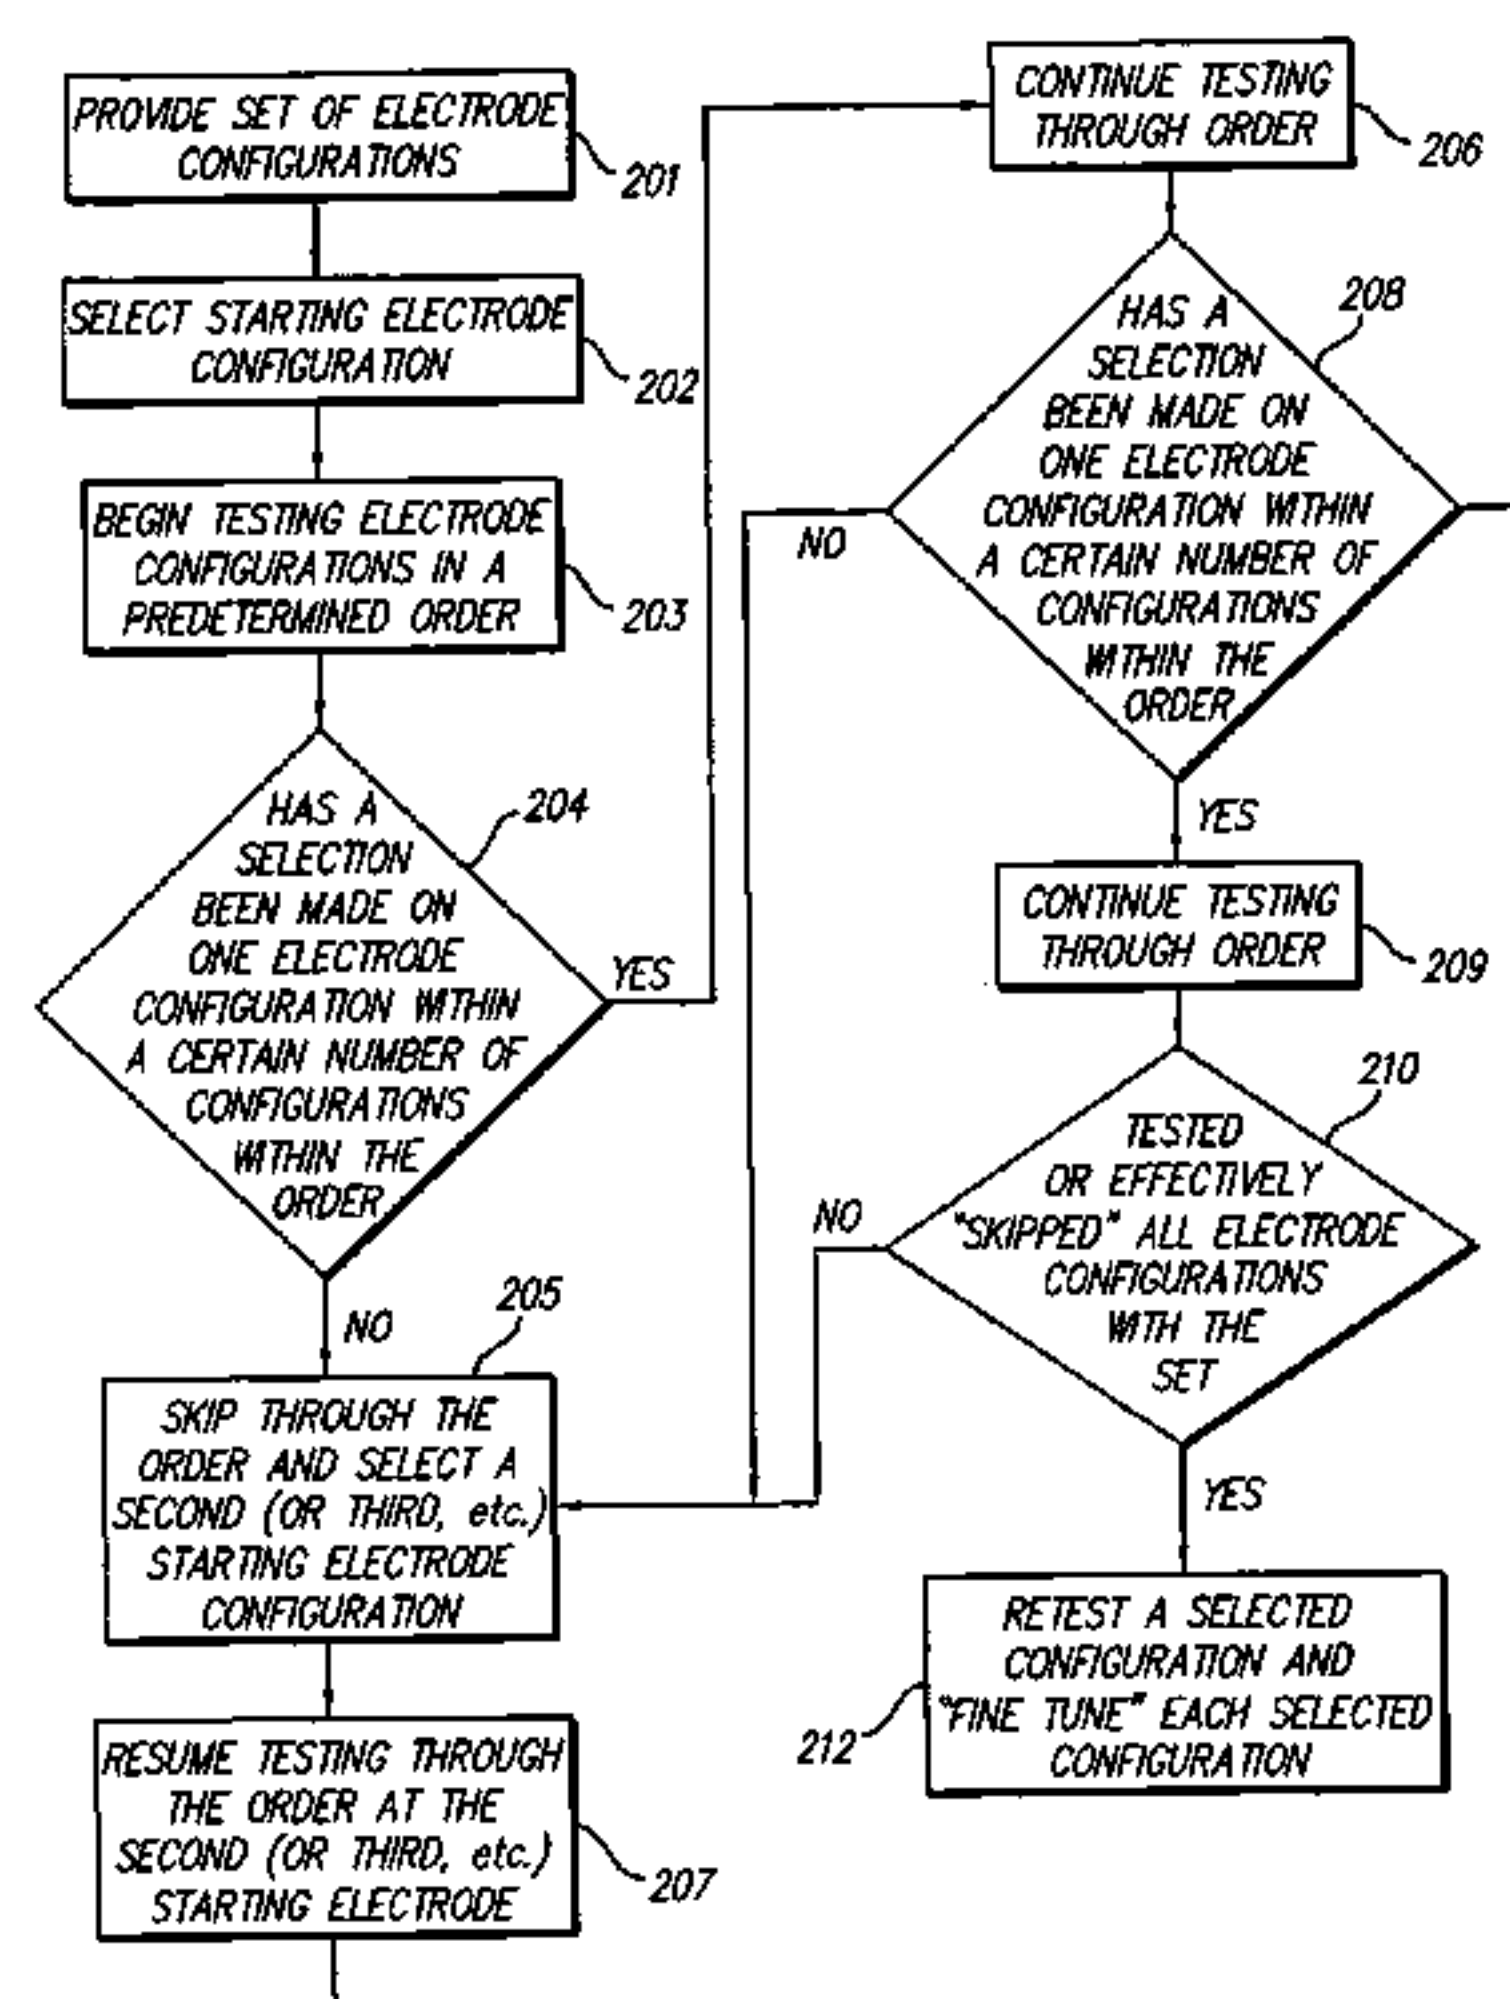 PROVIDE SET OF ELECTRODE
CONFIGURATIONS
201
SELECT STARTING ELECTRODE
CONFIGURATION
202
BEGIN TESTING ELECTRODE
CONFIGURATIONS IN A
PREDETERMINED ORDER
203
HAS A
SELECTION
BEEN MADE ON
ONE ELECTRODE
CONFIGURATION WITHIN
A CERTAIN NUMBER OF
CONFIGURATIONS
WITHIN THE
ORDER
204
YES
NO
205
SKIP THROUGH THE
ORDER AND SELECT A
SECOND (OR THIRD, etc.)
STARTING ELECTRODE
CONFIGURATION
RESUME TESTING THROUGH
THE ORDER AT THE
SECOND (OR THIRD, etc.)
STARTING ELECTRODE
207
CONTINUE TESTING
THROUGH ORDER
206
HAS A
SELECTION
BEEN MADE ON
ONE ELECTRODE
CONFIGURATION WITHIN
A CERTAIN NUMBER OF
CONFIGURATIONS
WITHIN THE
ORDER
208
NO
YES
CONTINUE TESTING
THROUGH ORDER
209
TESTED
OR EFFECTIVELY
"SKIPPED" ALL ELECTRODE
CONFIGURATIONS
WITH THE
SET
210
NO
YES
RETEST A SELECTED
CONFIGURATION AND
"FINE TUNE" EACH SELECTED
CONFIGURATION
212